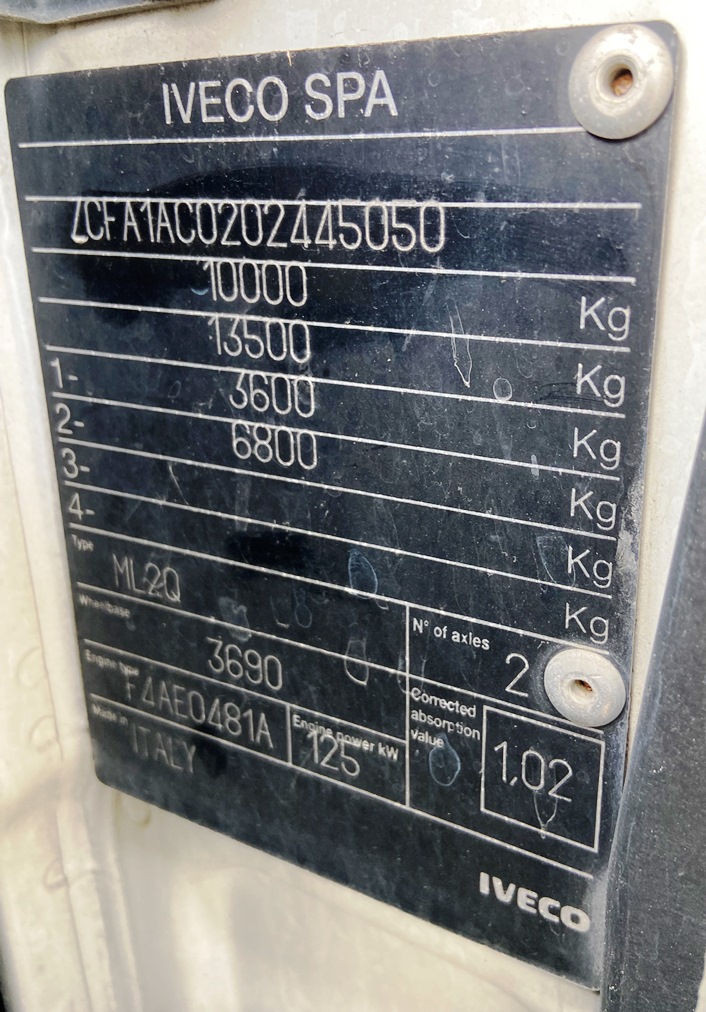 IVECO SPA
ZCFA1AC0202445050
10000 Kg
13500 Kg
1- 3600 Kg
2- 6800 Kg
3- Kg
4- Kg
Type ML2Q
N° of axles 2
Wheelbase 3690
Corrected absorption value 1,02
Engine type F4AE0481A
Engine power kW 125
Made in ITALY
IVECO